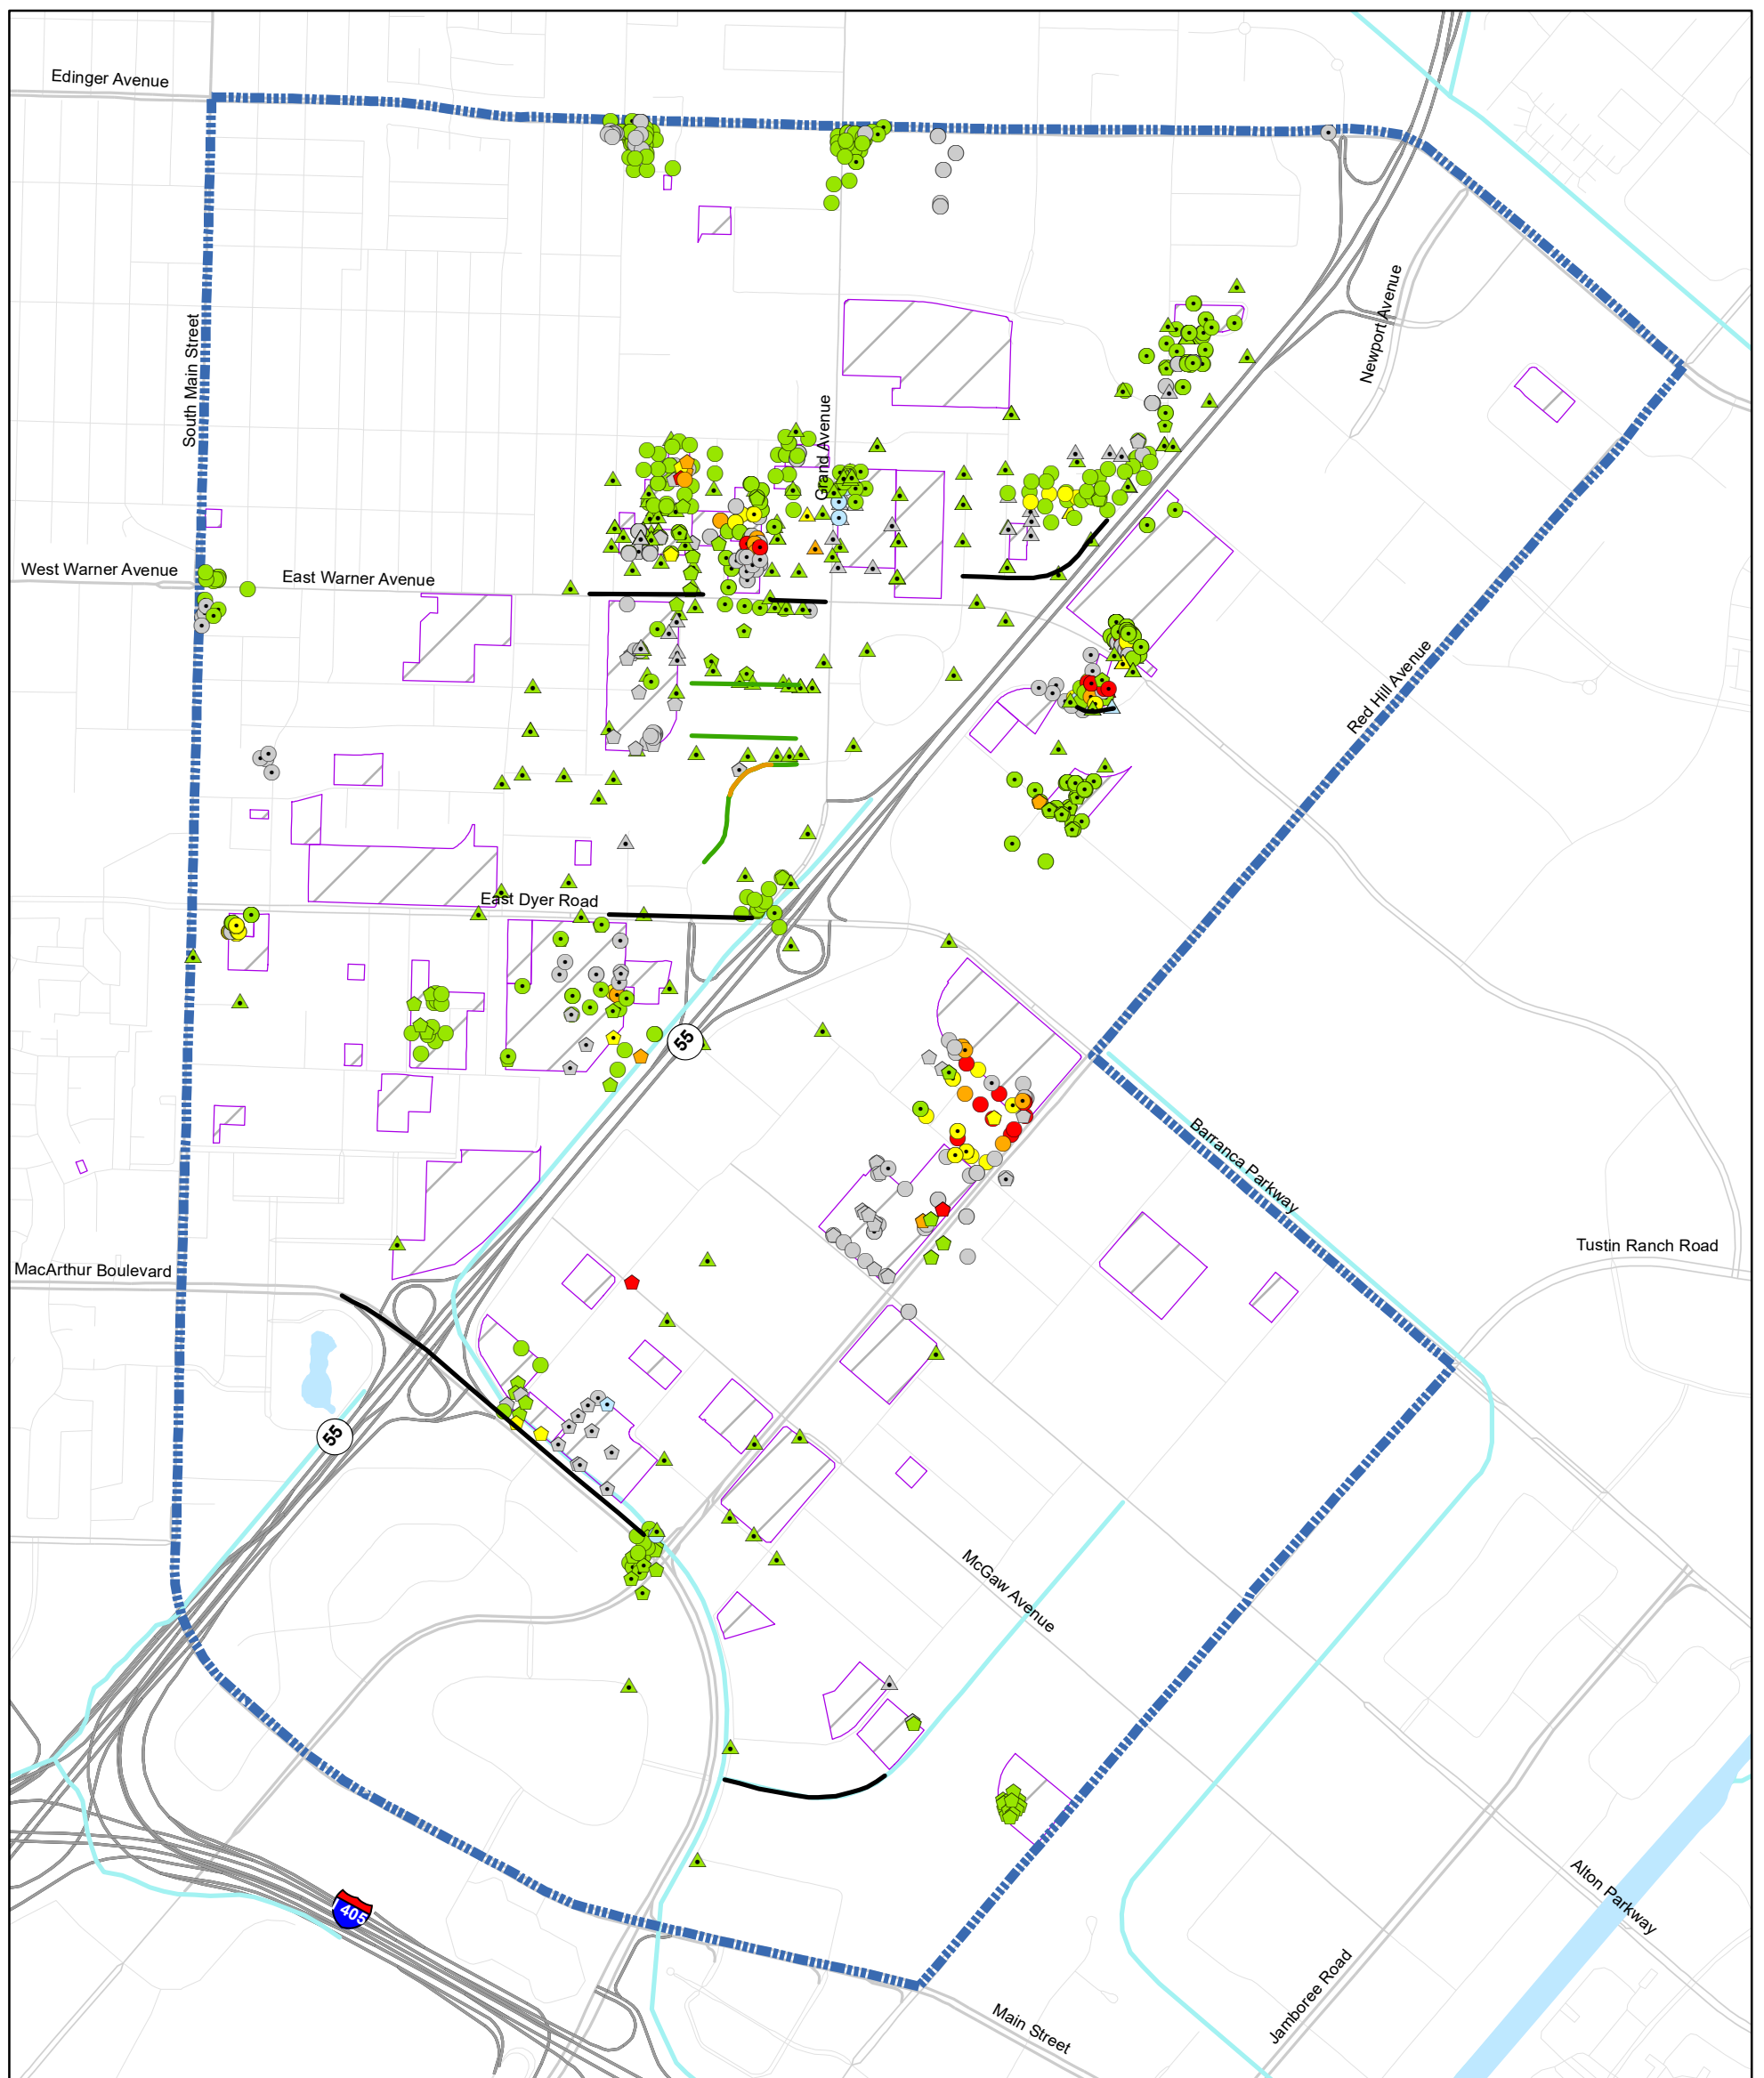 Edinger Avenue
Newport Avenue
South Main Street
Grand Avenue
West Warner Avenue
East Warner Avenue
Red Hill Avenue
East Dyer Road
55
Barranca Parkway
Tustin Ranch Road
MacArthur Boulevard
55
McGaw Avenue
Alton Parkway
405
Jamboree Road
Main Street